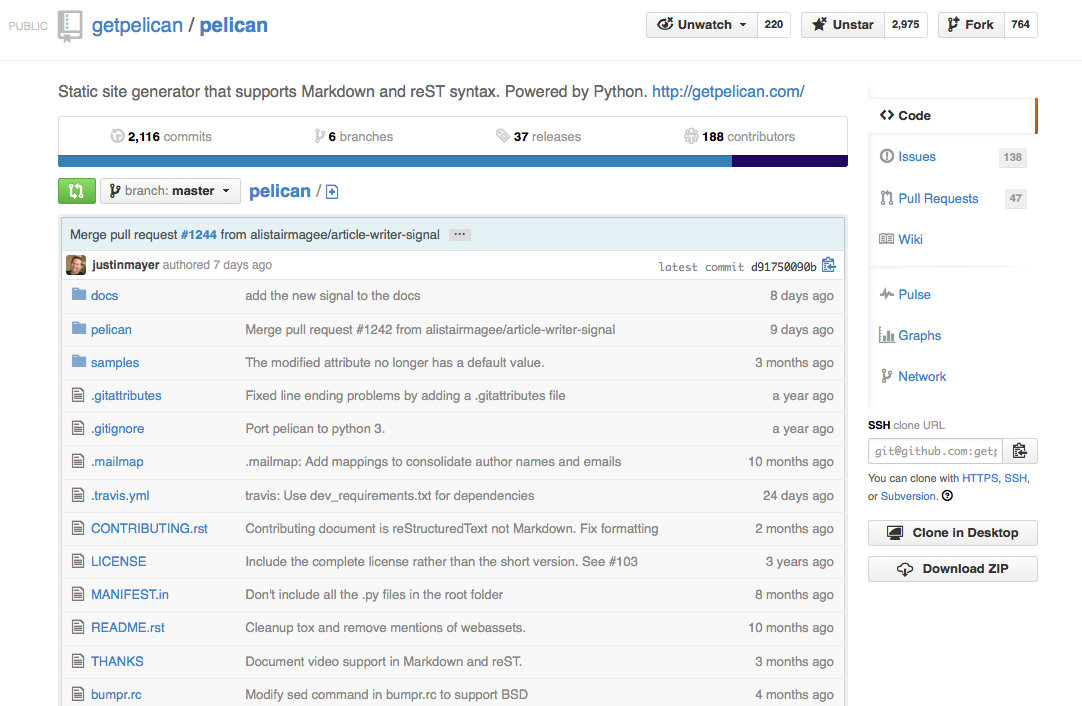 PUBLIC getpelican / pelican Unwatch 220 Unstar 2,975 Fork 764
Static site generator that supports Markdown and reST syntax. Powered by Python. http://getpelican.com/
2,116 commits 6 branches 37 releases 188 contributors
branch: master pelican /
Merge pull request #1244 from alistairmagee/article-writer-signal ...
justinmayer authored 7 days ago latest commit d91750090b
docs add the new signal to the docs 8 days ago
pelican Merge pull request #1242 from alistairmagee/article-writer-signal 9 days ago
samples The modified attribute no longer has a default value. 3 months ago
.gitattributes Fixed line ending problems by adding a .gitattributes file a year ago
.gitignore Port pelican to python 3. a year ago
.mailmap .mailmap: Add mappings to consolidate author names and emails 10 months ago
.travis.yml travis: Use dev_requirements.txt for dependencies 24 days ago
CONTRIBUTING.rst Contributing document is reStructuredText not Markdown. Fix formatting 2 months ago
LICENSE Include the complete license rather than the short version. See #103 3 years ago
MANIFEST.in Don't include all the .py files in the root folder 8 months ago
README.rst Cleanup tox and remove mentions of webassets. 10 months ago
THANKS Document video support in Markdown and reST. 3 months ago
bumpr.rc Modify sed command in bumpr.rc to support BSD 4 months ago
Code
Issues 138
Pull Requests 47
Wiki
Pulse
Graphs
Network
SSH clone URL
git@github.com:getp
You can clone with HTTPS, SSH,
or Subversion.
Clone in Desktop
Download ZIP